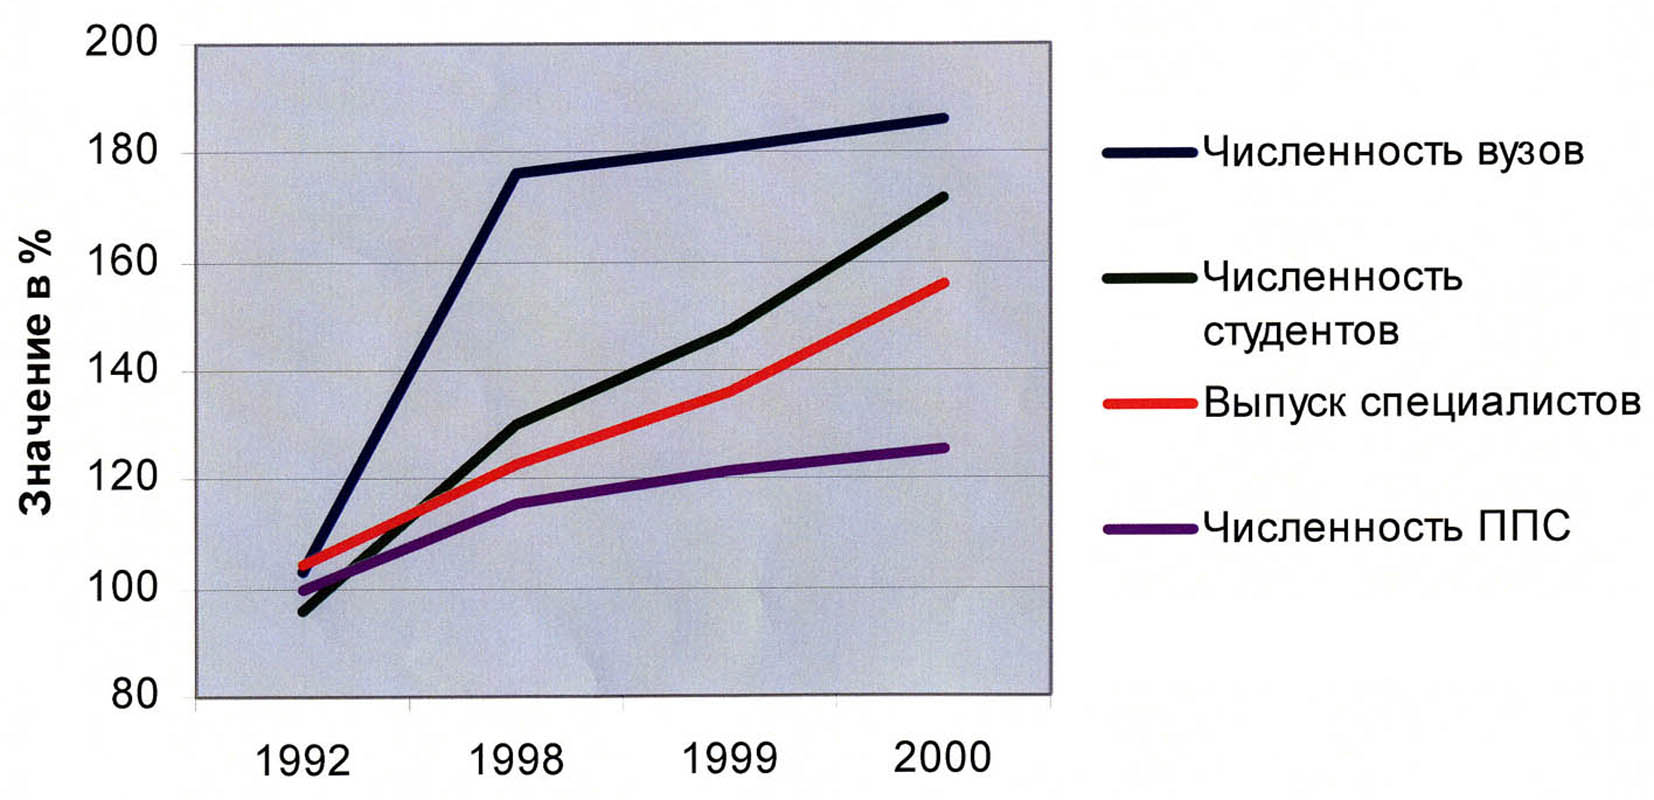 200
180
160
140
120
100
80
Значение в %
1992 1998 1999 2000
Численность вузов
Численность
студентов
Выпуск специалистов
Численность ППС